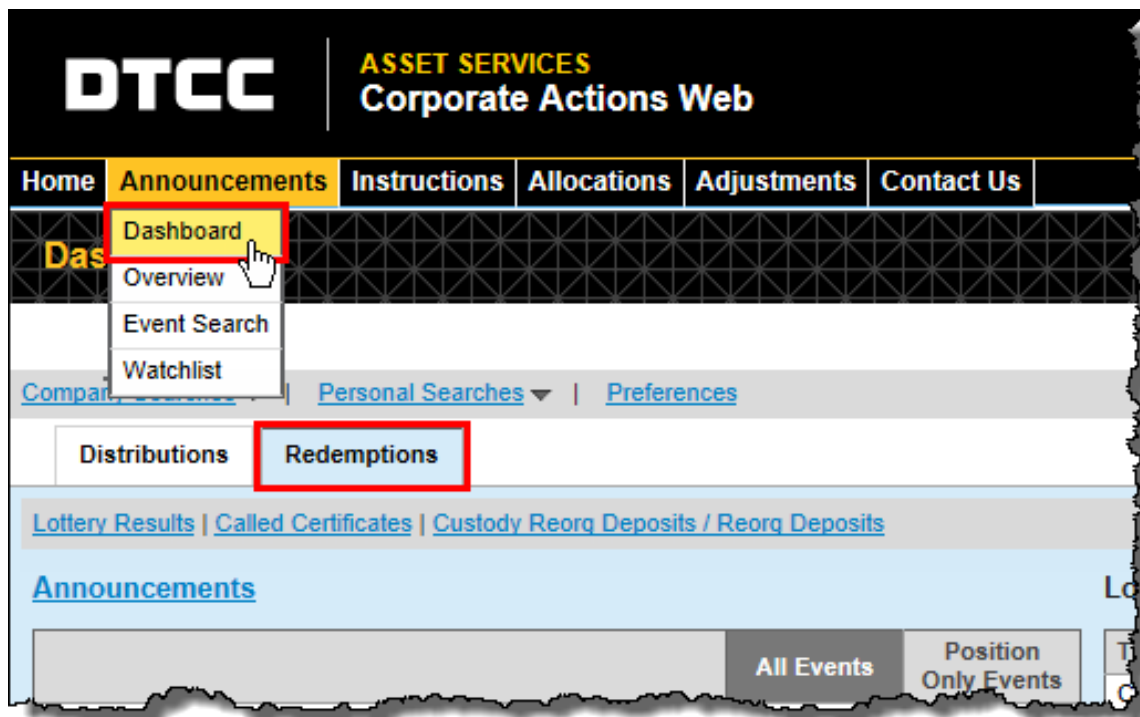 DTCC
ASSET SERVICES
Corporate Actions Web
Home Announcements Instructions Allocations Adjustments Contact Us
Dashboard
Overview
Event Search
Watchlist
Personal Searches | Preferences
Distributions Redemptions
Lottery Results | Called Certificates | Custody Reorg Deposits / Reorg Deposits
Announcements
All Events
Position
Only Events